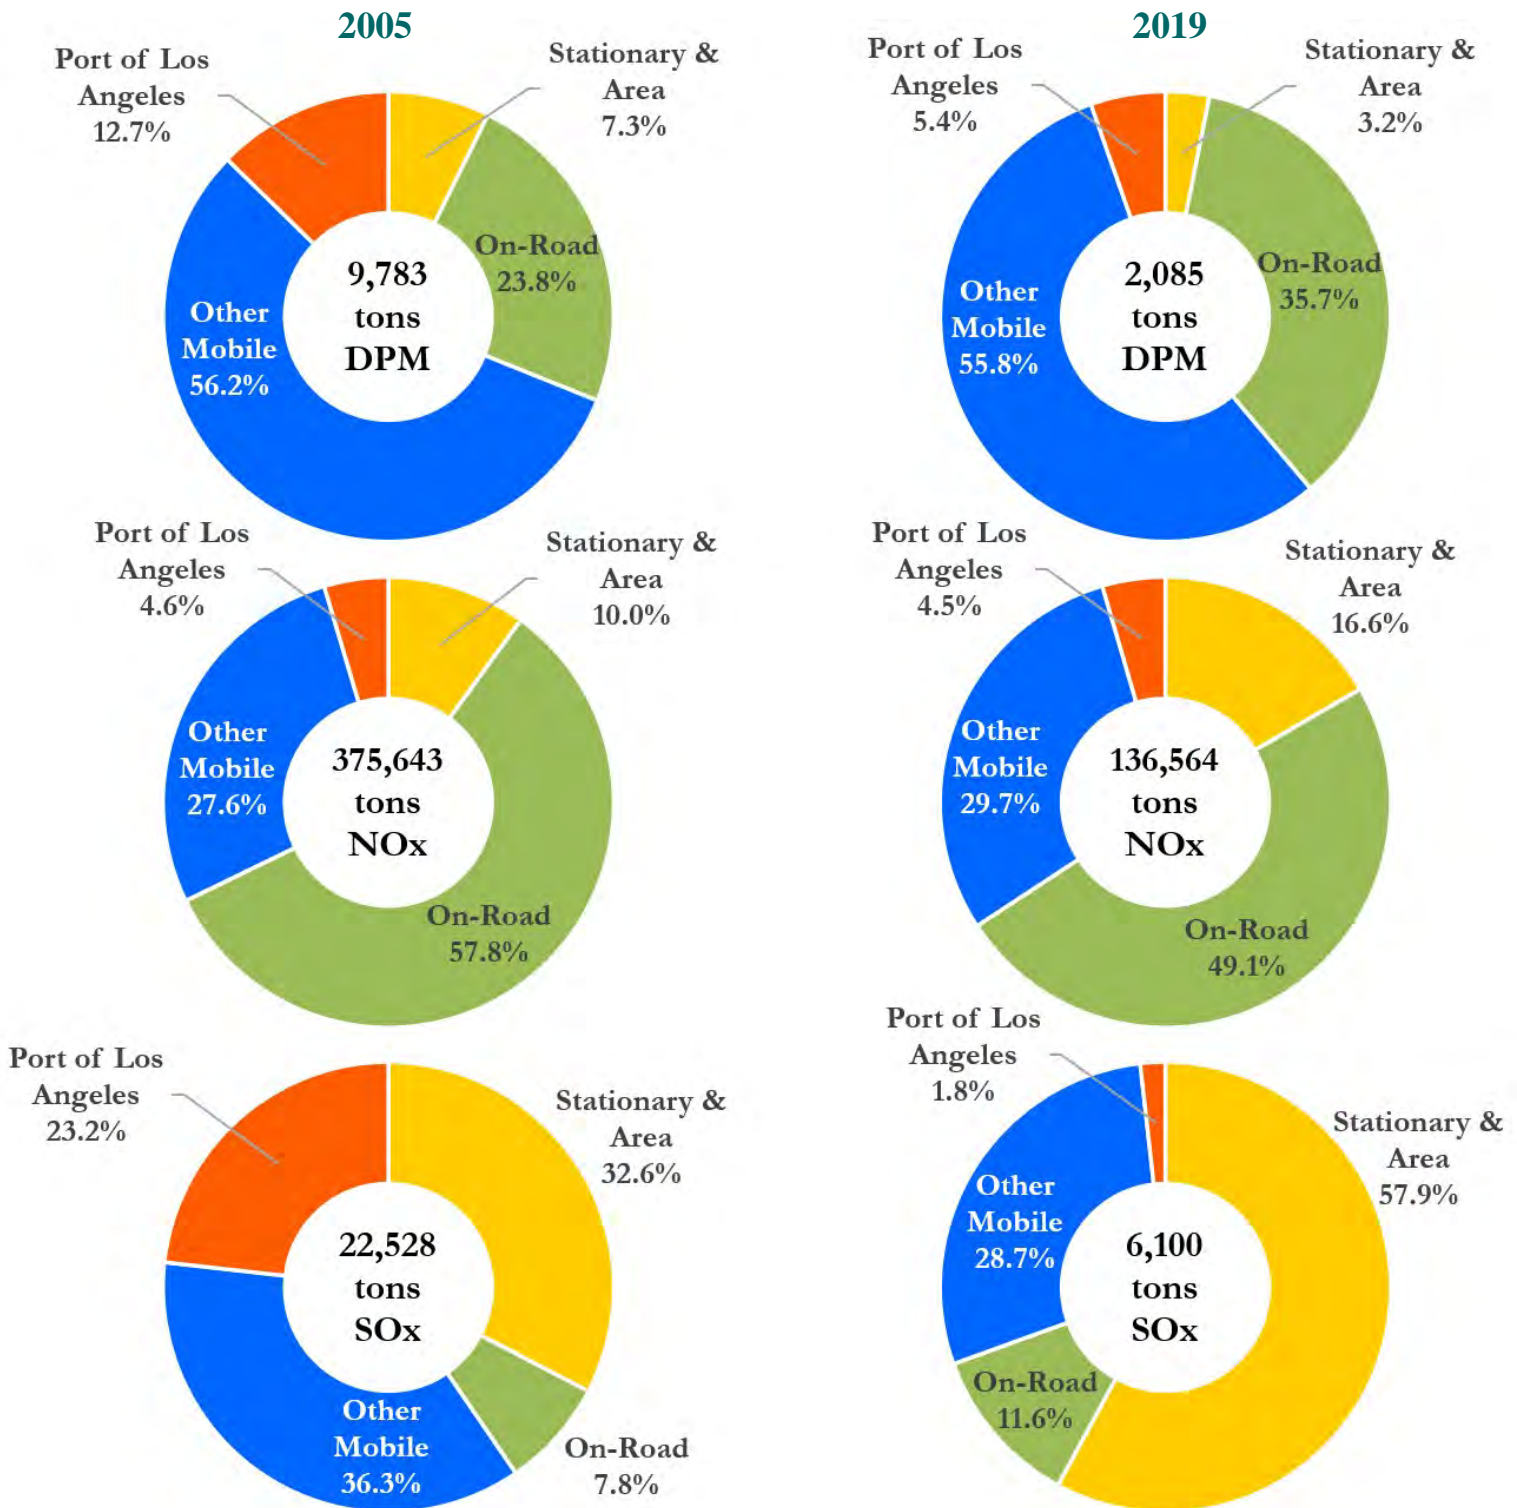 2005
Port of Los
Angeles
12.7%
Stationary &
Area
7.3%
On-Road
23.8%
Other
Mobile
56.2%
9,783
tons
DPM
2019
Port of Los
Angeles
5.4%
Stationary &
Area
3.2%
On-Road
35.7%
Other
Mobile
55.8%
2,085
tons
DPM
Port of Los
Angeles
4.6%
Stationary &
Area
10.0%
Other
Mobile
27.6%
375,643
tons
NOx
On-Road
57.8%
Port of Los
Angeles
4.5%
Stationary &
Area
16.6%
Other
Mobile
29.7%
136,564
tons
NOx
On-Road
49.1%
Port of Los
Angeles
23.2%
Stationary &
Area
32.6%
22,528
tons
SOx
Other
Mobile
36.3%
On-Road
7.8%
Port of Los
Angeles
1.8%
Stationary &
Area
57.9%
Other
Mobile
28.7%
6,100
tons
SOx
On-Road
11.6%